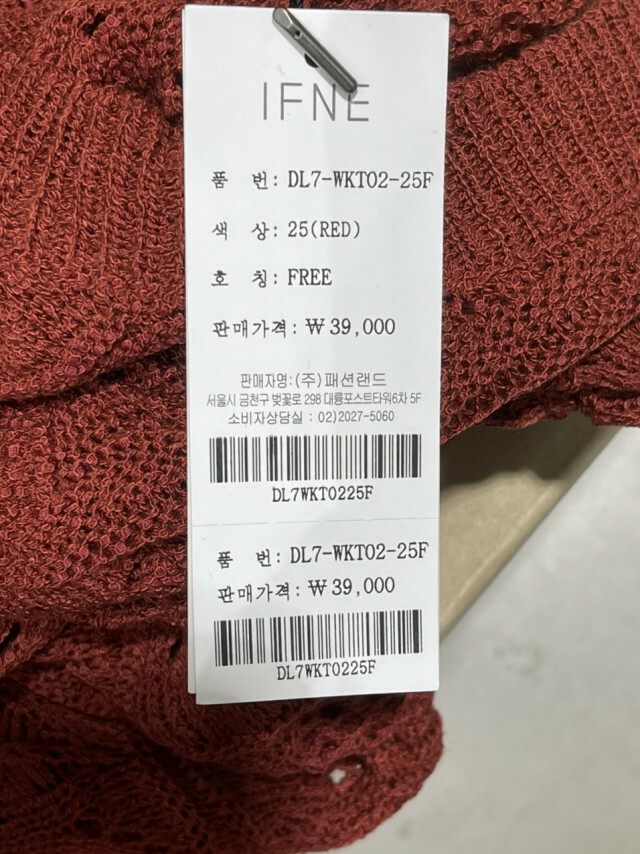 IFNE
품 번: DL7-WKT02-25F
색 상: 25(RED)
호 칭: FREE
판매가격: ₩ 39,000
판매자명:(주)패션랜드
서울시 금천구 벚꽃로 298 대륭포스트타워6차 5F
소비자상담실 : 02)2027-5060
DL7WKT0225F
품 번: DL7-WKT02-25F
판매가격: ₩ 39,000
DL7WKT0225F